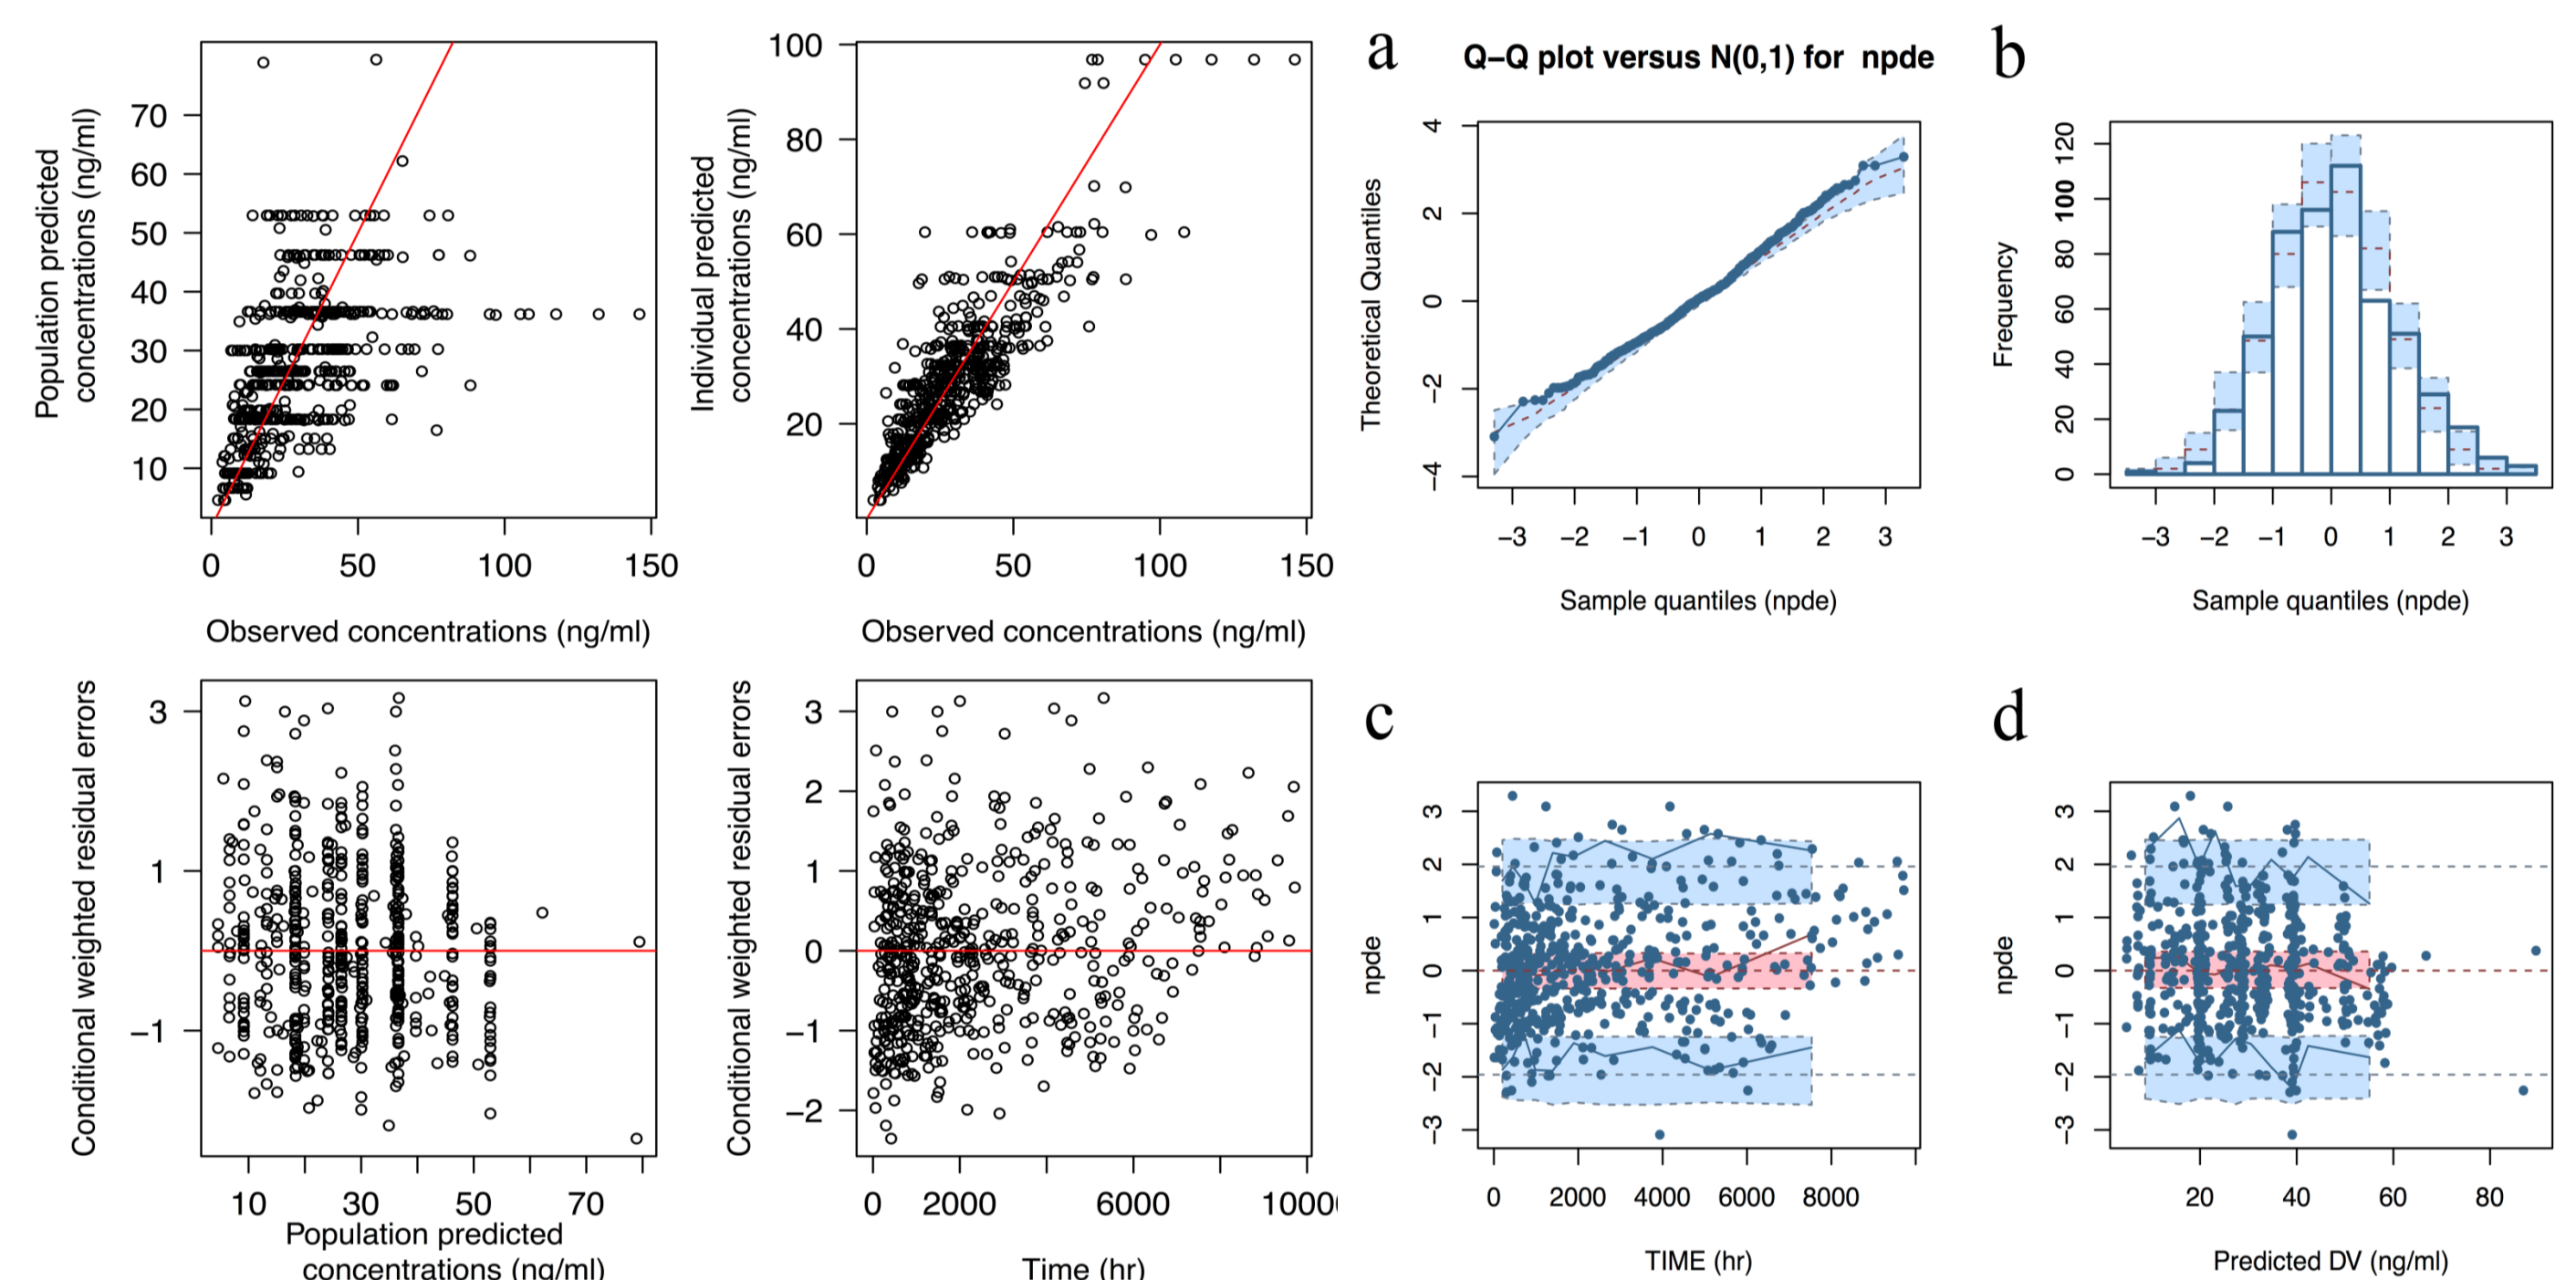 Population predicted
concentrations (ng/ml)
70
60
50
40
30
20
10
0 50 100 150
Observed concentrations (ng/ml)
Individual predicted
concentrations (ng/ml)
100
80
60
40
20
0 50 100 150
Observed concentrations (ng/ml)
a
Q–Q plot versus N(0,1) for npde
Theoretical Quantiles
4
2
0
−2
−4
−3 −2 −1 0 1 2 3
Sample quantiles (npde)
b
Frequency
120
100
80
60
40
20
0
−3 −2 −1 0 1 2 3
Sample quantiles (npde)
Conditional weighted residual errors
3
1
−1
10 30 50 70
Population predicted
concentrations (ng/ml)
Conditional weighted residual errors
3
2
1
0
−1
−2
0 2000 6000 1000
Time (hr)
c
npde
3
2
1
0
−1
−2
−3
0 2000 4000 6000 8000
TIME (hr)
d
npde
3
2
1
0
−1
−2
−3
20 40 60 80
Predicted DV (ng/ml)